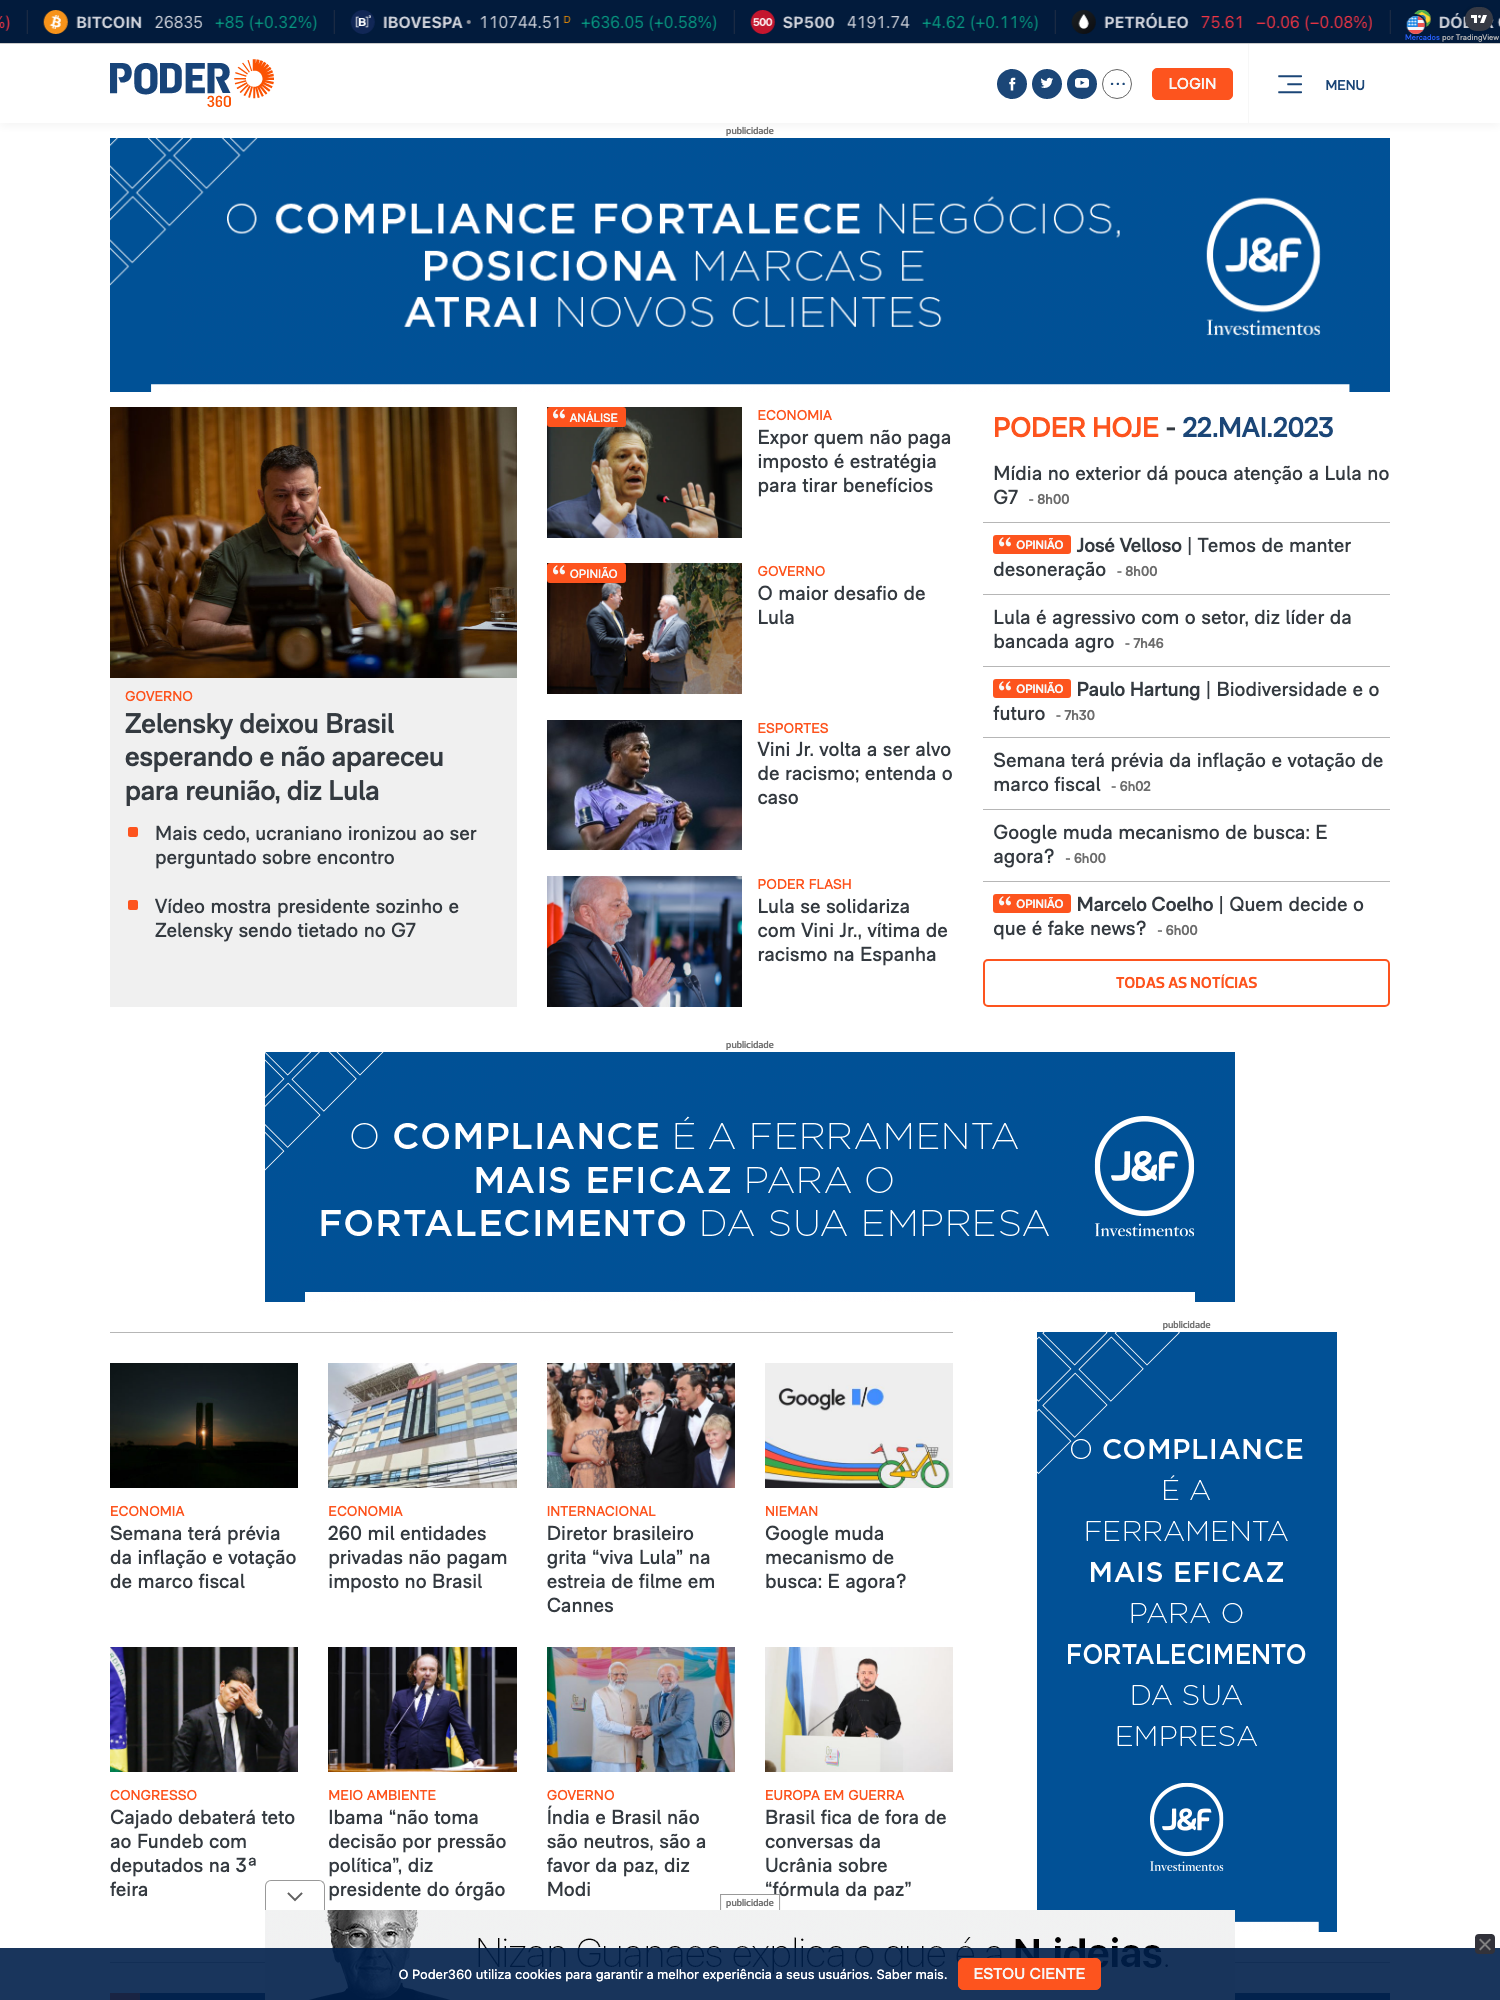 BITCOIN 26835 +85 (+0.32%) IBOVESPA 110744.51 D +636.05 (+0.58%) 500 SP500 4191.74 +4.62 (+0.11%) PETRÓLEO 75.61 −0.06 (−0.08%)
Mercados por TradingView
PODER
360
LOGIN
MENU
publicidade
O COMPLIANCE FORTALECE NEGÓCIOS,
POSICIONA MARCAS E
ATRAI NOVOS CLIENTES
J&F
Investimentos
GOVERNO
Zelensky deixou Brasil
esperando e não apareceu
para reunião, diz Lula
Mais cedo, ucraniano ironizou ao ser
perguntado sobre encontro
Vídeo mostra presidente sozinho e
Zelensky sendo tietado no G7
“ ANÁLISE
ECONOMIA
Expor quem não paga
imposto é estratégia
para tirar benefícios
“ OPINIÃO
GOVERNO
O maior desafio de
Lula
ESPORTES
Vini Jr. volta a ser alvo
de racismo; entenda o
caso
PODER FLASH
Lula se solidariza
com Vini Jr., vítima de
racismo na Espanha
PODER HOJE - 22.MAI.2023
Mídia no exterior dá pouca atenção a Lula no
G7 - 8h00
“ OPINIÃO José Velloso | Temos de manter
desoneração - 8h00
Lula é agressivo com o setor, diz líder da
bancada agro - 7h46
“ OPINIÃO Paulo Hartung | Biodiversidade e o
futuro - 7h30
Semana terá prévia da inflação e votação de
marco fiscal - 6h02
Google muda mecanismo de busca: E
agora? - 6h00
“ OPINIÃO Marcelo Coelho | Quem decide o
que é fake news? - 6h00
TODAS AS NOTÍCIAS
publicidade
O COMPLIANCE É A FERRAMENTA
MAIS EFICAZ PARA O
FORTALECIMENTO DA SUA EMPRESA
J&F
Investimentos
ECONOMIA
Semana terá prévia
da inflação e votação
de marco fiscal
ECONOMIA
260 mil entidades
privadas não pagam
imposto no Brasil
INTERNACIONAL
Diretor brasileiro
grita “viva Lula” na
estreia de filme em
Cannes
Google I/O
NIEMAN
Google muda
mecanismo de
busca: E agora?
CONGRESSO
Cajado debaterá teto
ao Fundeb com
deputados na 3ª
feira
MEIO AMBIENTE
Ibama “não toma
decisão por pressão
política”, diz
presidente do órgão
GOVERNO
Índia e Brasil não
são neutros, são a
favor da paz, diz
Modi
EUROPA EM GUERRA
Brasil fica de fora de
conversas da
Ucrânia sobre
“fórmula da paz”
publicidade
O COMPLIANCE
É A
FERRAMENTA
MAIS EFICAZ
PARA O
FORTALECIMENTO
DA SUA
EMPRESA
J&F
Investimentos
publicidade
Nizan Guanaes explica o que é a N ideias.
O Poder360 utiliza cookies para garantir a melhor experiência a seus usuários. Saber mais.
ESTOU CIENTE